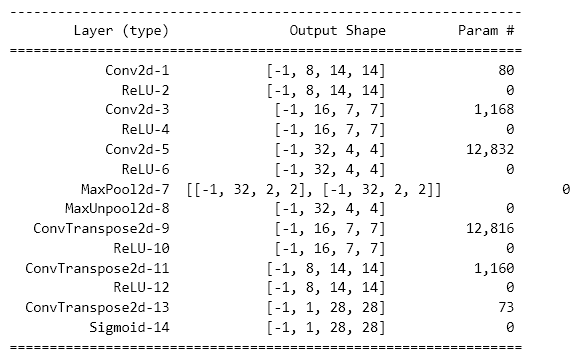 ----------------------------------------------------------------
Layer (type) Output Shape Param #
================================================================
Conv2d-1 [-1, 8, 14, 14] 80
ReLU-2 [-1, 8, 14, 14] 0
Conv2d-3 [-1, 16, 7, 7] 1,168
ReLU-4 [-1, 16, 7, 7] 0
Conv2d-5 [-1, 32, 4, 4] 12,832
ReLU-6 [-1, 32, 4, 4] 0
MaxPool2d-7 [[-1, 32, 2, 2], [-1, 32, 2, 2]] 0
MaxUnpool2d-8 [-1, 32, 4, 4] 0
ConvTranspose2d-9 [-1, 16, 7, 7] 12,816
ReLU-10 [-1, 16, 7, 7] 0
ConvTranspose2d-11 [-1, 8, 14, 14] 1,160
ReLU-12 [-1, 8, 14, 14] 0
ConvTranspose2d-13 [-1, 1, 28, 28] 73
Sigmoid-14 [-1, 1, 28, 28] 0
================================================================